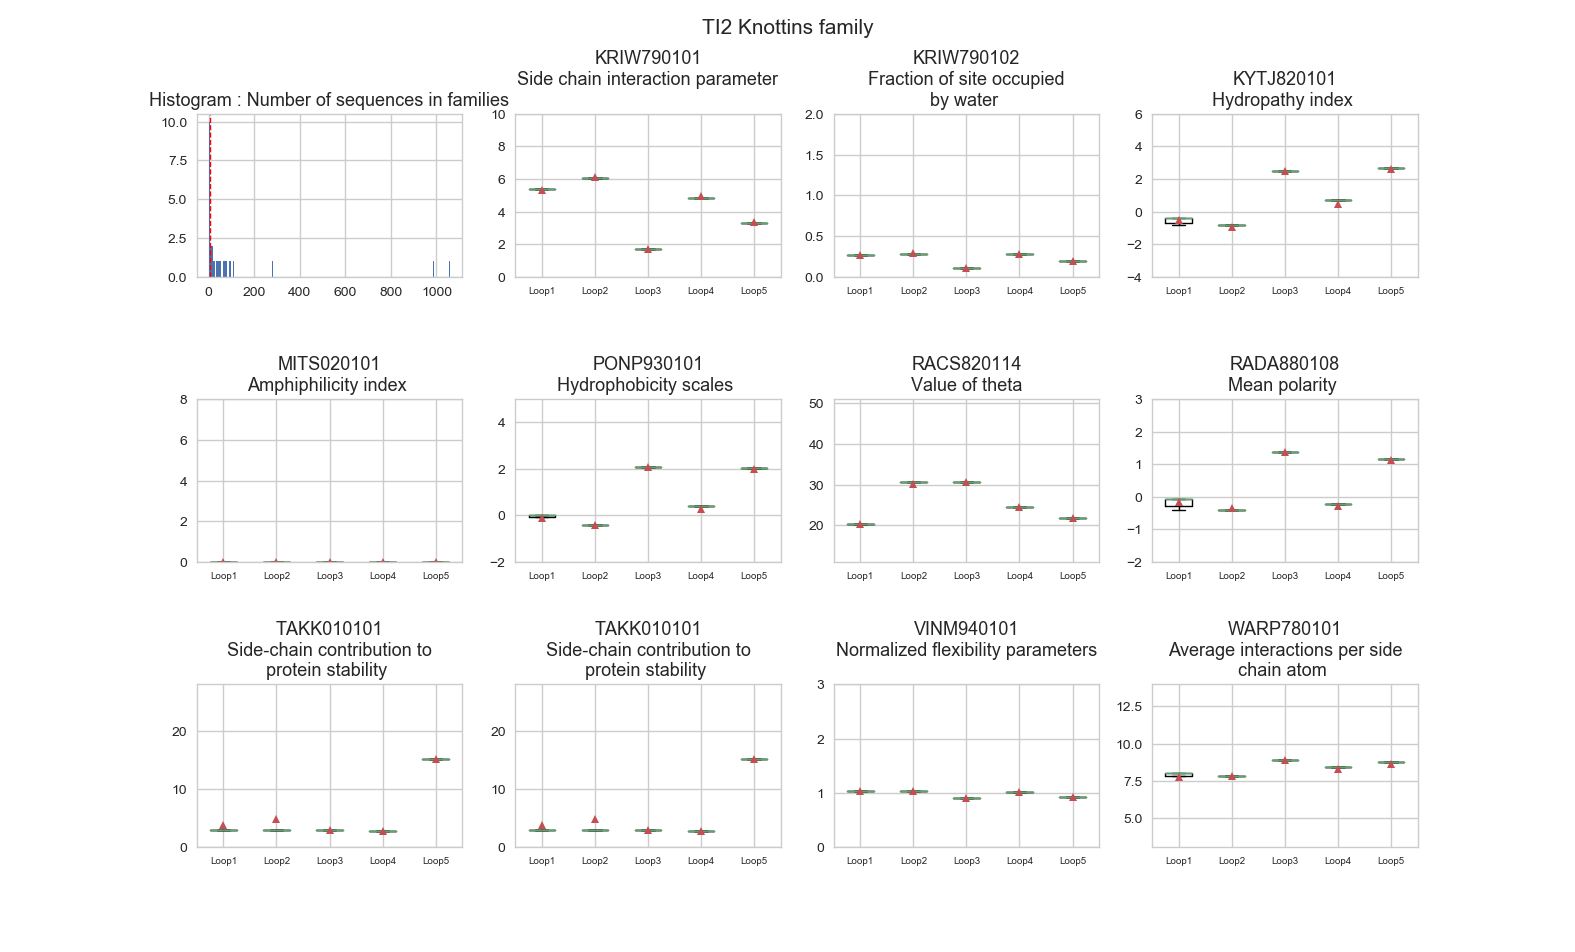 TI2 Knottins family
Histogram : Number of sequences in families
10.0
7.5
5.0
2.5
0.0
0 200 400 600 800 1000
KRIW790101
Side chain interaction parameter
10
8
6
4
2
0
Loop1 Loop2 Loop3 Loop4 Loop5
KRIW790102
Fraction of site occupied
by water
2.0
1.5
1.0
0.5
0.0
Loop1 Loop2 Loop3 Loop4 Loop5
KYTJ820101
Hydropathy index
6
4
2
0
−2
−4
Loop1 Loop2 Loop3 Loop4 Loop5
MITS020101
Amphiphilicity index
8
6
4
2
0
Loop1 Loop2 Loop3 Loop4 Loop5
PONP930101
Hydrophobicity scales
4
2
0
−2
Loop1 Loop2 Loop3 Loop4 Loop5
RACS820114
Value of theta
50
40
30
20
Loop1 Loop2 Loop3 Loop4 Loop5
RADA880108
Mean polarity
3
2
1
0
−1
−2
Loop1 Loop2 Loop3 Loop4 Loop5
TAKK010101
Side-chain contribution to
protein stability
20
10
0
Loop1 Loop2 Loop3 Loop4 Loop5
TAKK010101
Side-chain contribution to
protein stability
20
10
0
Loop1 Loop2 Loop3 Loop4 Loop5
VINM940101
Normalized flexibility parameters
3
2
1
0
Loop1 Loop2 Loop3 Loop4 Loop5
WARP780101
Average interactions per side
chain atom
12.5
10.0
7.5
5.0
Loop1 Loop2 Loop3 Loop4 Loop5